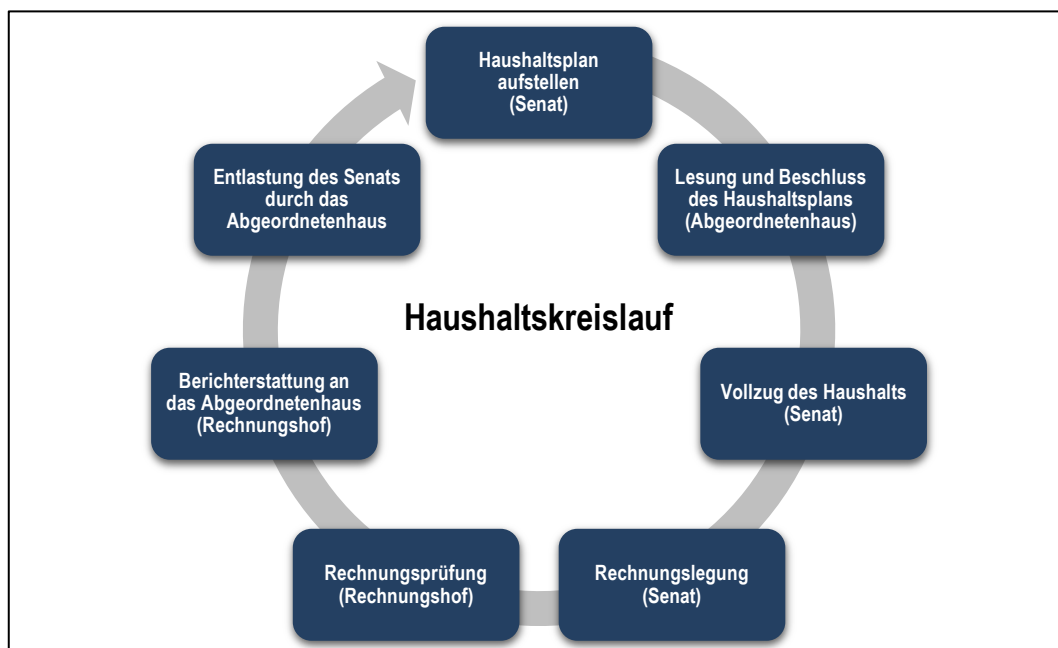 Haushaltsplan
aufstellen
(Senat)
Lesung und Beschluss
des Haushaltsplans
(Abgeordnetenhaus)
Vollzug des Haushalts
(Senat)
Rechnungslegung
(Senat)
Rechnungsprüfung
(Rechnungshof)
Berichterstattung an
das Abgeordnetenhaus
(Rechnungshof)
Entlastung des Senats
durch das
Abgeordnetenhaus
Haushaltskreislauf